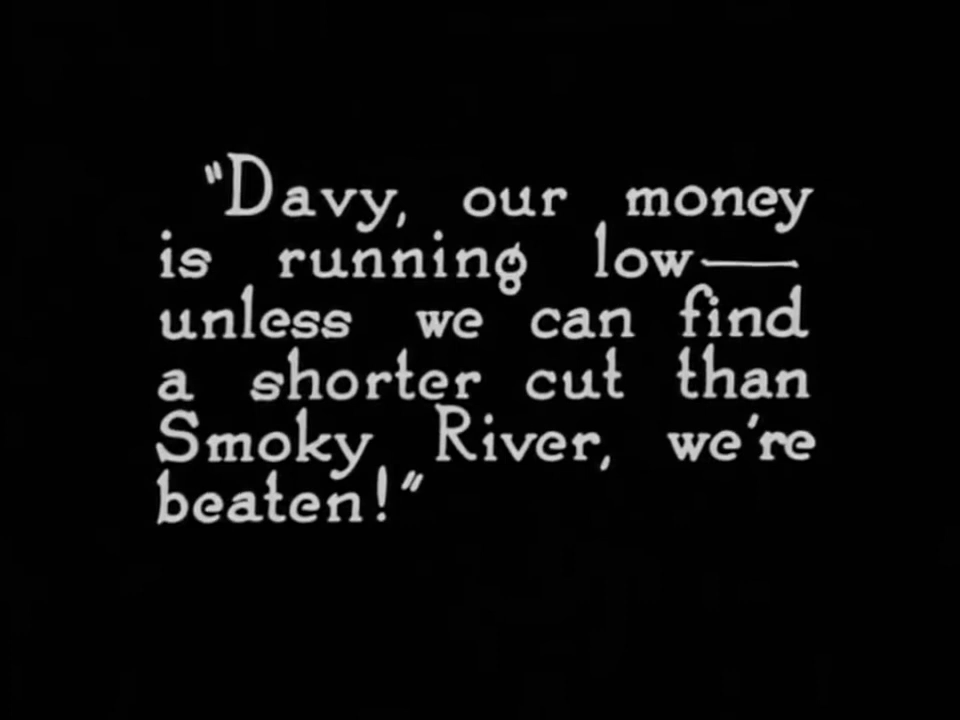 "Davy, our money
is running low—
unless we can find
a shorter cut than
Smoky River, we're
beaten!"